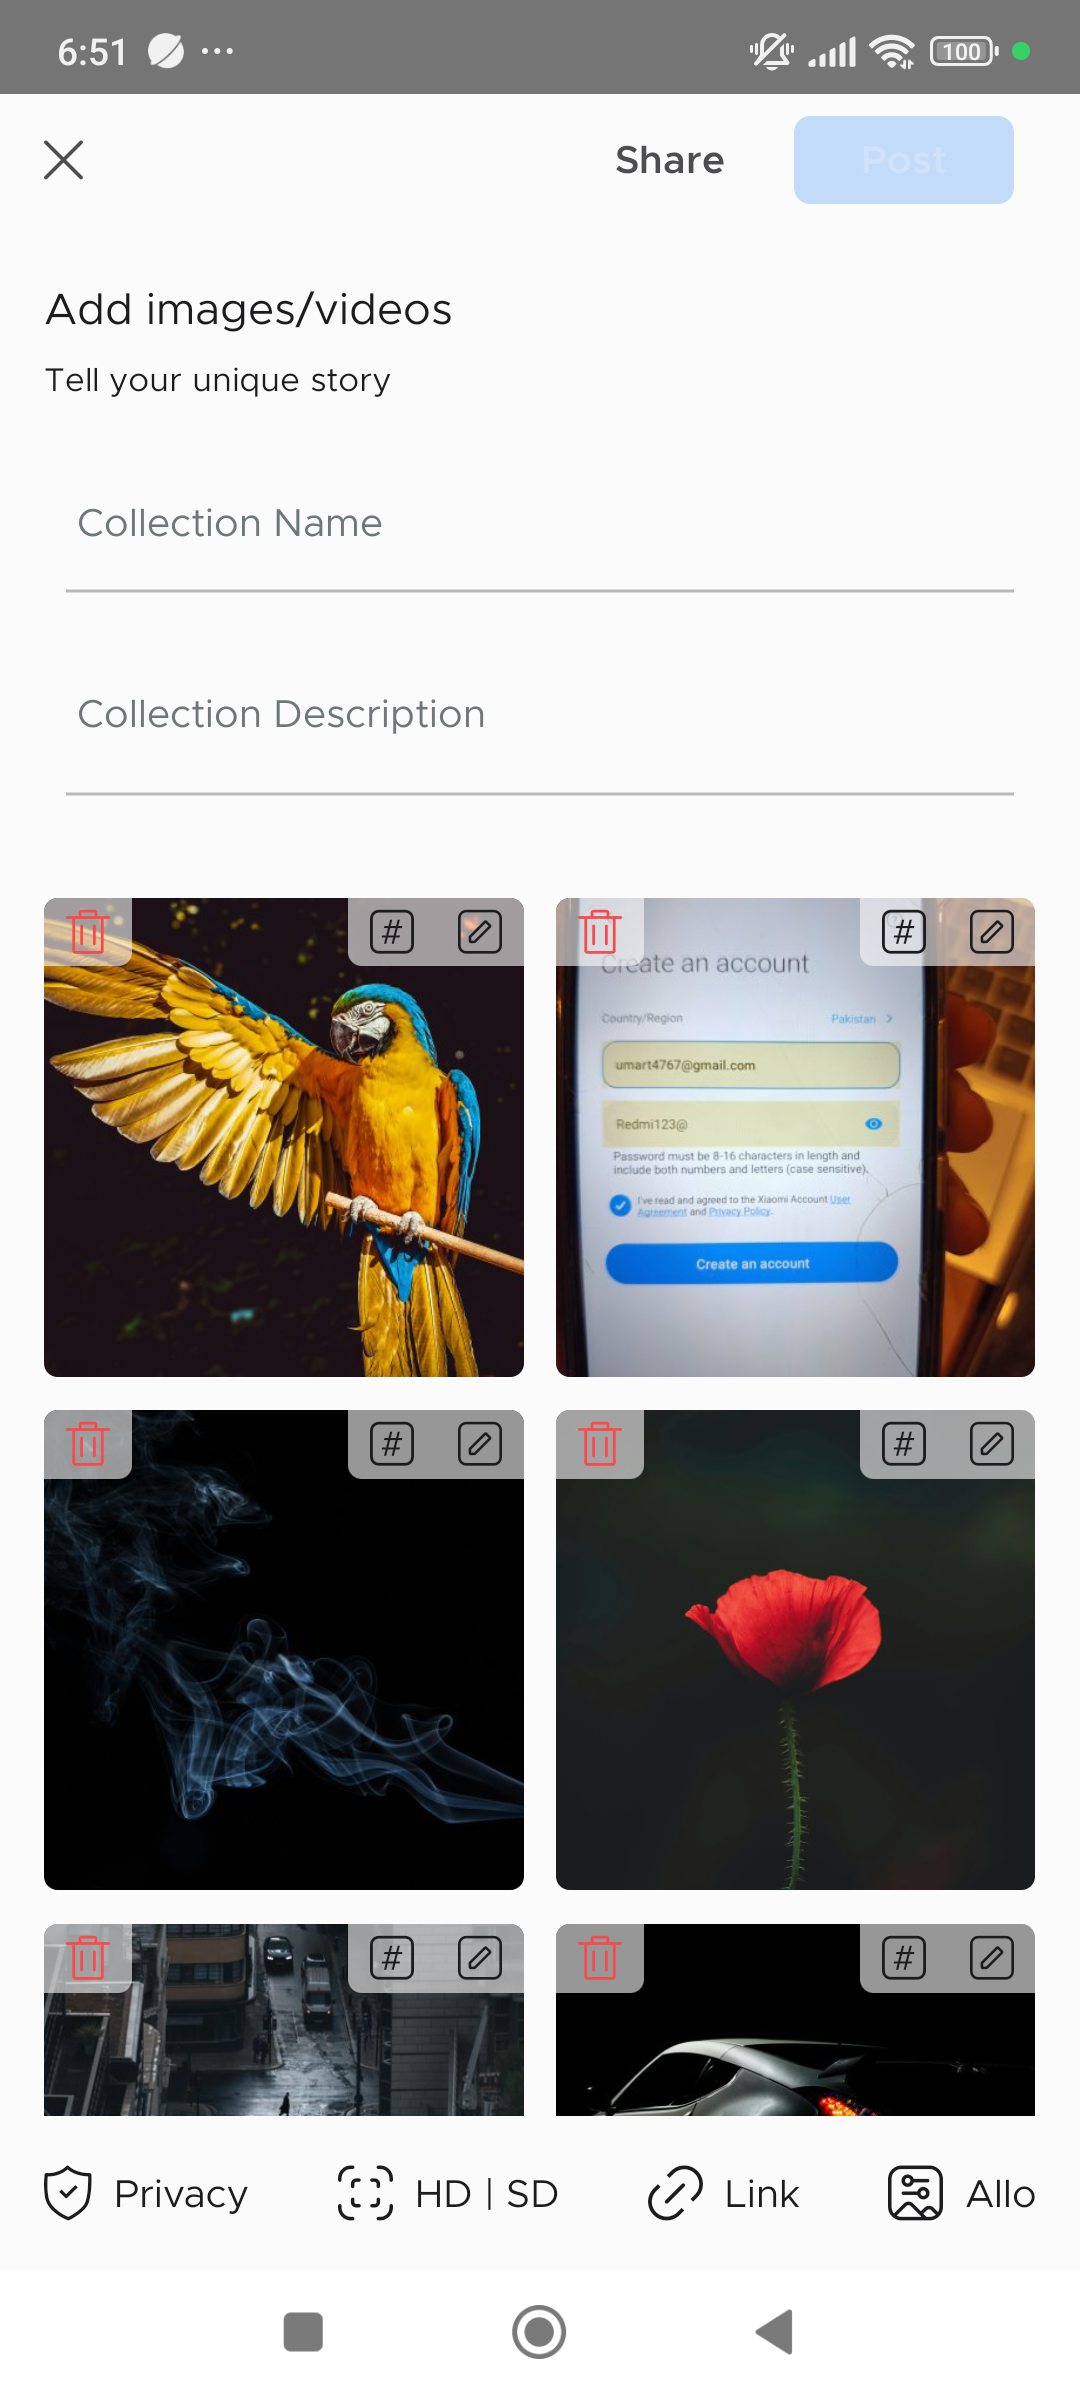 6:51
100
Share
Post
Add images/videos
Tell your unique story
Collection Name
Collection Description
# #
Create an account
Country/Region Pakistan >
umart4767@gmail.com
Redmi123@
Password must be 8-16 characters in length and
include both numbers and letters (case sensitive).
I've read and agreed to the Xiaomi Account User
Agreement and Privacy Policy.
Create an account
# #
# #
Privacy HD | SD Link Allo